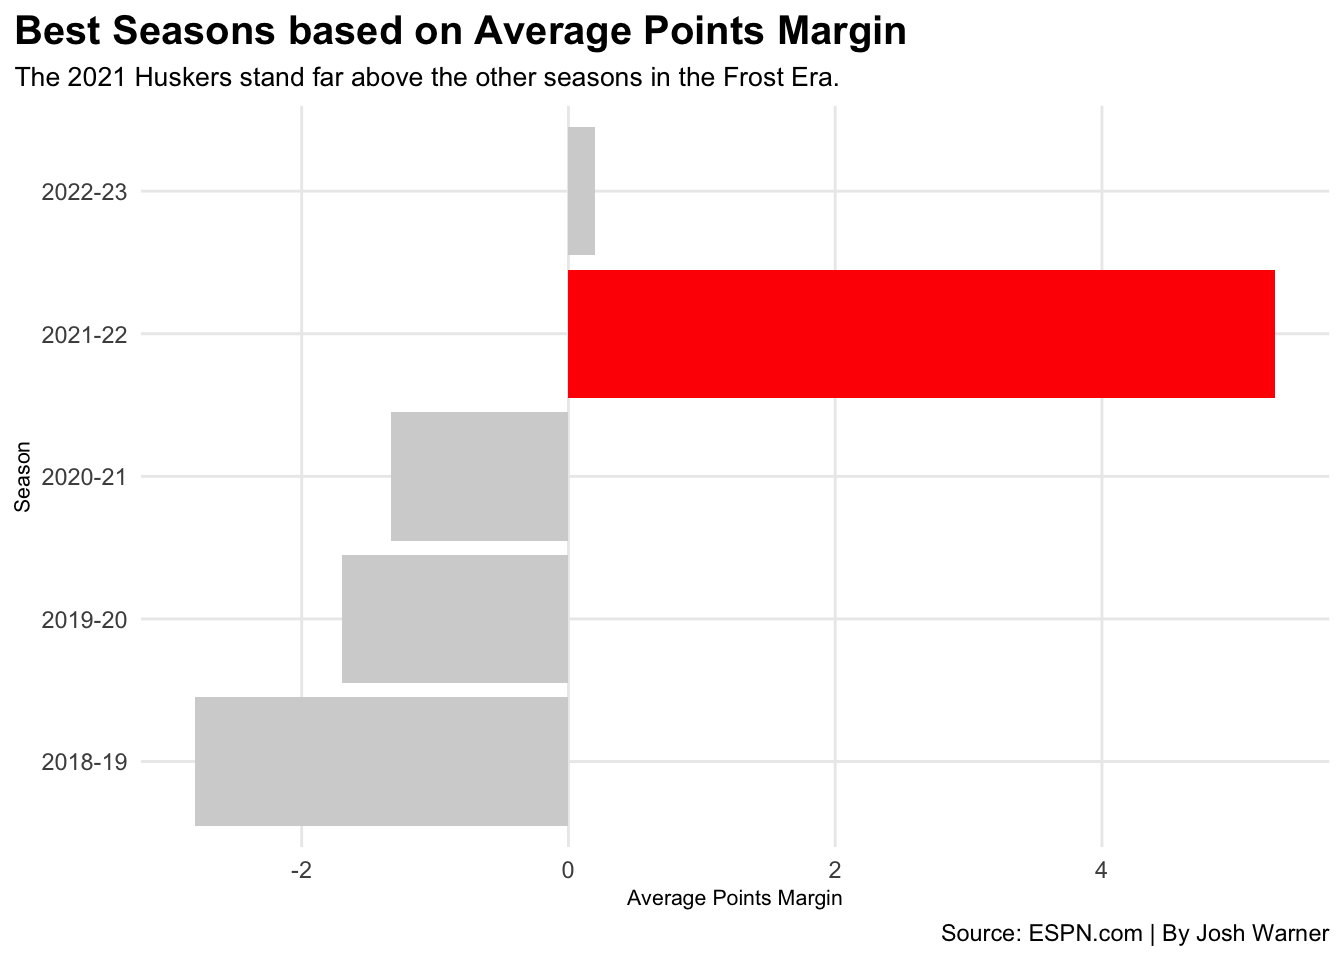 Best Seasons based on Average Points Margin
The 2021 Huskers stand far above the other seasons in the Frost Era.
2022-23
2021-22
2020-21
2019-20
2018-19
Season
-2 0 2 4
Average Points Margin
Source: ESPN.com | By Josh Warner